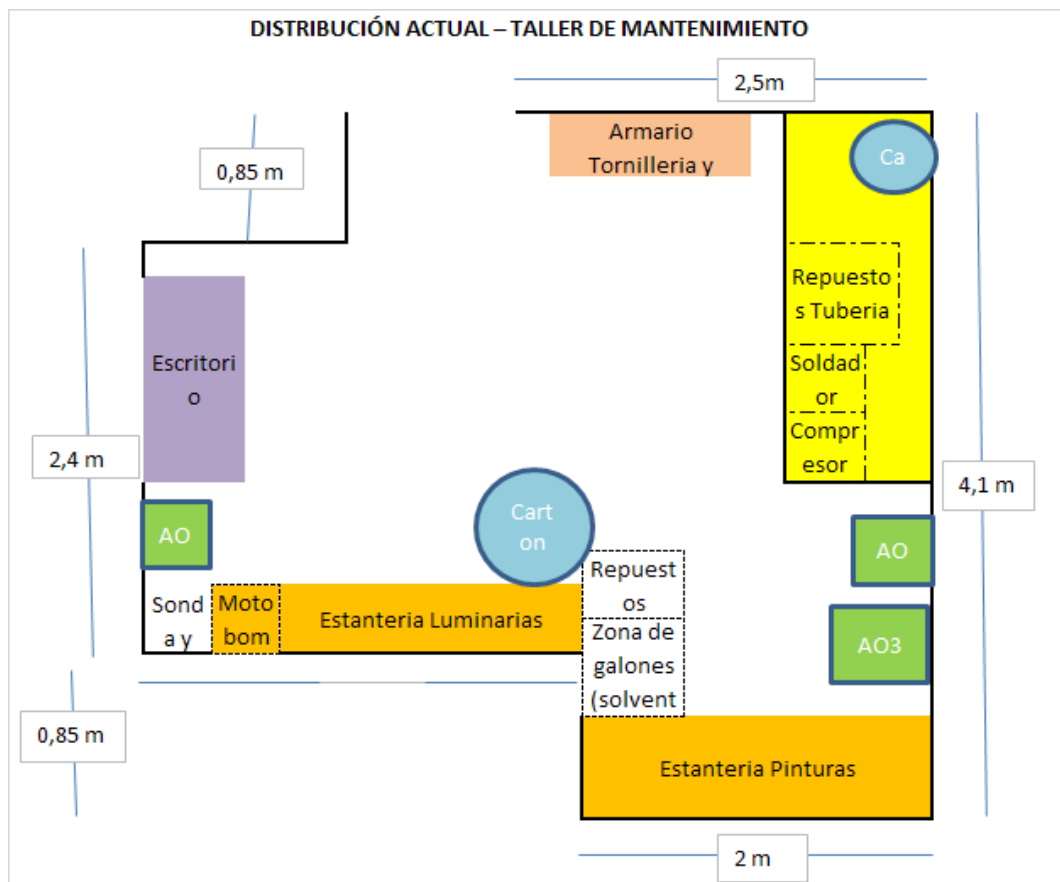 DISTRIBUCIÓN ACTUAL – TALLER DE MANTENIMIENTO
2,5m
Armario
Tornilleria y
Ca
0,85 m
Repuesto
s Tuberia
Escritori
o
Soldad
or
Compr
esor
2,4 m
4,1 m
Cart
on
AO
AO
Repuest
os
Sond
a y
Moto
bom
Estanteria Luminarias
Zona de
galones
(solvent
AO3
0,85 m
Estanteria Pinturas
2 m